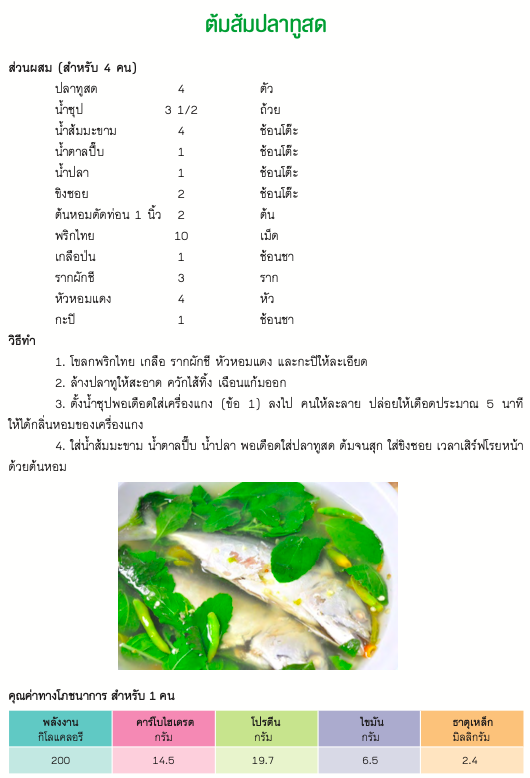 ต้มส้มปลาทูสด
ส่วนผสม (สำหรับ 4 คน)
ปลาทูสด 4 ตัว
น้ำซุป 3 1/2 ถ้วย
น้ำส้มมะขาม 4 ช้อนโต๊ะ
น้ำตาลปี๊บ 1 ช้อนโต๊ะ
น้ำปลา 1 ช้อนโต๊ะ
ขิงซอย 2 ช้อนโต๊ะ
ต้นหอมตัดท่อน 1 นิ้ว 2 ต้น
พริกไทย 10 เม็ด
เกลือป่น 1 ช้อนชา
รากผักชี 3 ราก
หัวหอมแดง 4 หัว
กะปิ 1 ช้อนชา
วิธีทำ
1. โขลกพริกไทย เกลือ รากผักชี หัวหอมแดง และกะปิให้ละเอียด
2. ล้างปลาทูให้สะอาด ควักไส้ทิ้ง เฉือนแก้มออก
3. ตั้งน้ำซุปพอเดือดใส่เครื่องแกง (ข้อ 1) ลงไป คนให้ละลาย ปล่อยให้เดือดประมาณ 5 นาที
ให้ได้กลิ่นหอมของเครื่องแกง
4. ใส่น้ำส้มมะขาม น้ำตาลปี๊บ น้ำปลา พอเดือดใส่ปลาทูสด ต้มจนสุก ใส่ขิงซอย เวลาเสิร์ฟโรยหน้า
ด้วยต้นหอม
คุณค่าทางโภชนาการ สำหรับ 1 คน
พลังงาน คาร์โบไฮเดรต โปรตีน ไขมัน ธาตุเหล็ก
กิโลแคลอรี กรัม กรัม กรัม มิลลิกรัม
200 14.5 19.7 6.5 2.4